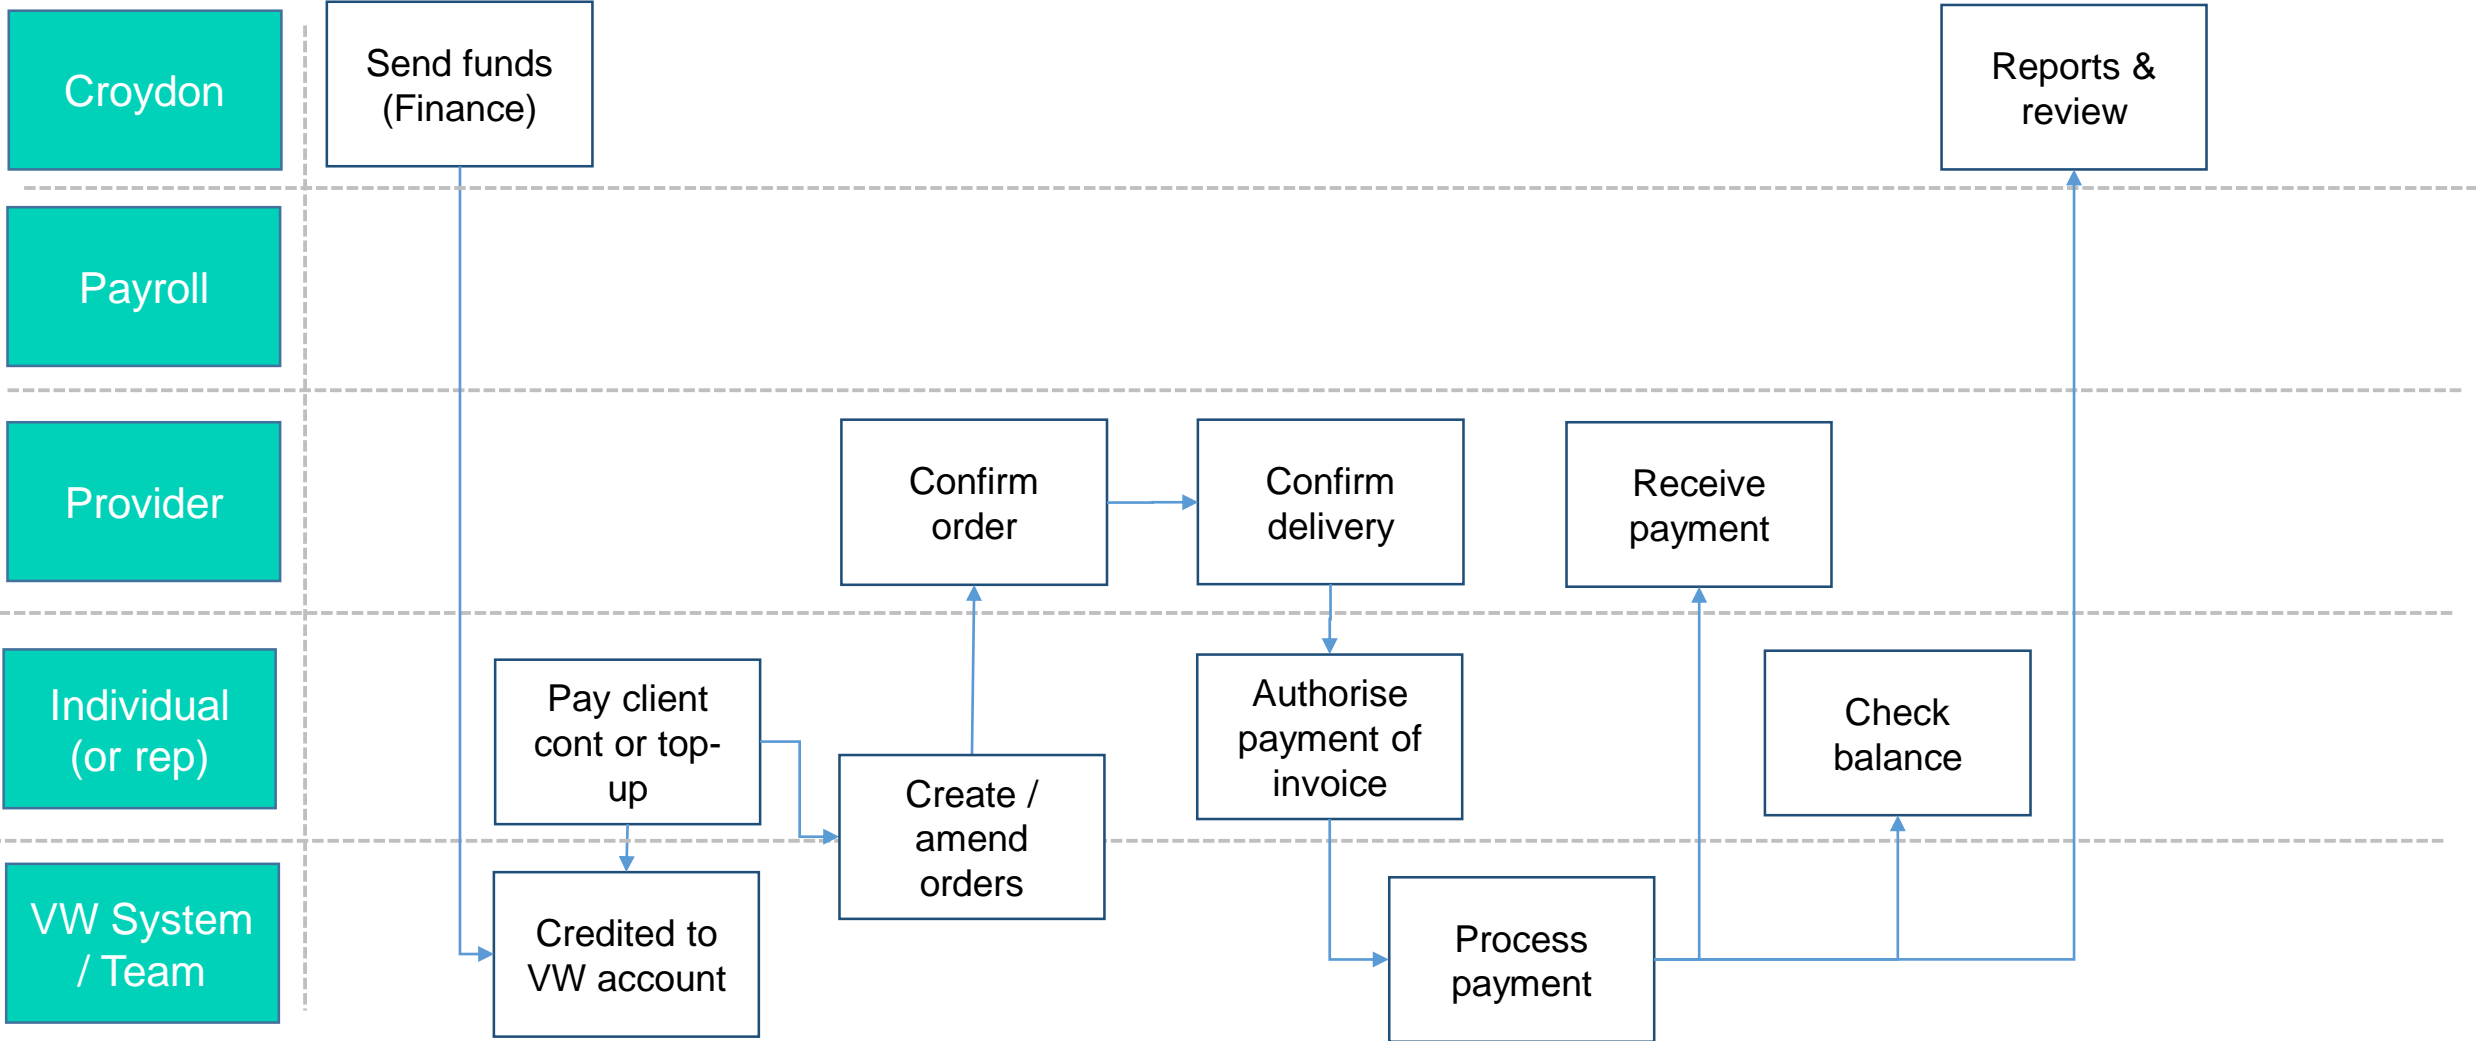 Croydon
Send funds
(Finance)
Reports &
review
Payroll
Provider
Confirm
order
Confirm
delivery
Receive
payment
Individual
(or rep)
Pay client
cont or top-
up
Create /
amend
orders
Authorise
payment of
invoice
Check
balance
VW System
/ Team
Credited to
VW account
Process
payment